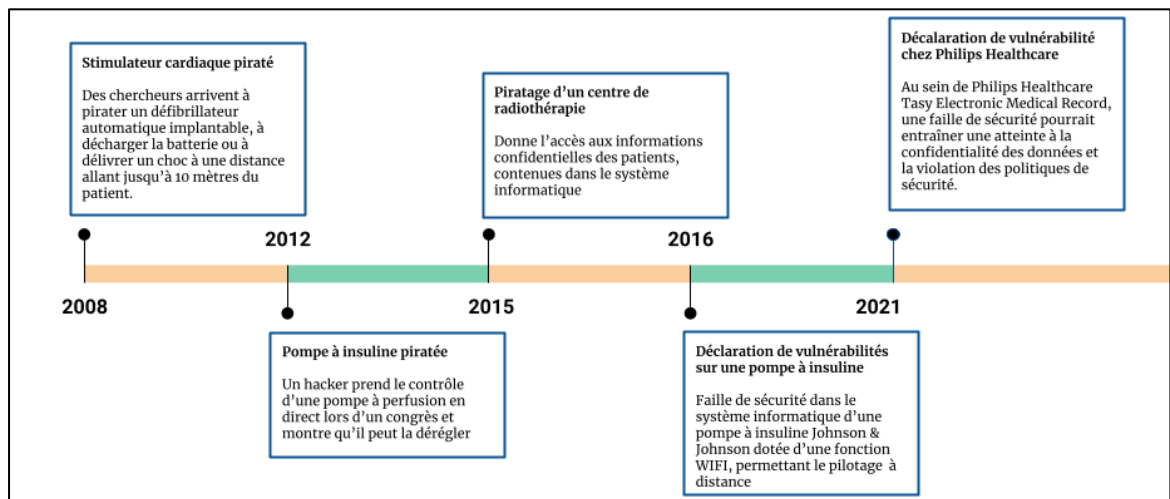 Stimulateur cardiaque piraté
Des chercheurs arrivent à
pirater un défibrillateur
automatique implantable, à
décharger la batterie ou à
délivrer un choc à une distance
allant jusqu'à 10 mètres du
patient.
Piratage d'un centre de
radiothérapie
Donne l'accès aux informations
confidentielles des patients,
contenues dans le système
informatique
Décalaration de vulnérabilité
chez Philips Healthcare
Au sein de Philips Healthcare
Tasy Electronic Medical Record,
une faille de sécurité pourrait
entraîner une atteinte à la
confidentialité des données et
la violation des politiques de
sécurité.
2012
2016
2008
2015
2021
Pompe à insuline piratée
Un hacker prend le contrôle
d'une pompe à perfusion en
direct lors d'un congrès et
montre qu'il peut la dérégler
Déclaration de vulnérabilités
sur une pompe à insuline
Faille de sécurité dans le
système informatique d'une
pompe à insuline Johnson &
Johnson dotée d'une fonction
WIFI, permettant le pilotage à
distance